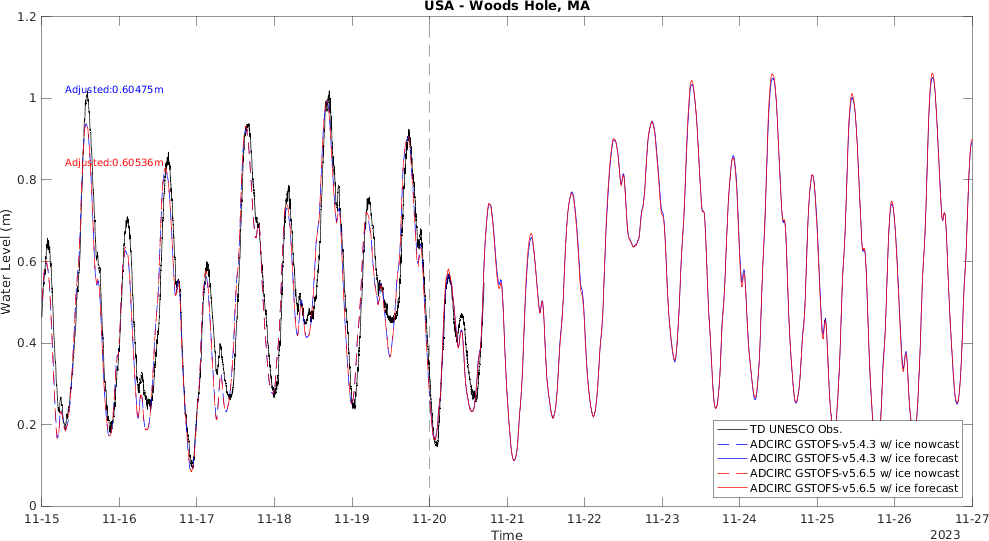 USA - Woods Hole, MA
1.2
1
0.8
0.6
0.4
0.2
0
Water Level (m)
Adjusted:0.60475m
Adjusted:0.60536m
TD UNESCO Obs.
ADCIRC GSTOFS-v5.4.3 w/ ice nowcast
ADCIRC GSTOFS-v5.4.3 w/ ice forecast
ADCIRC GSTOFS-v5.6.5 w/ ice nowcast
ADCIRC GSTOFS-v5.6.5 w/ ice forecast
11-15 11-16 11-17 11-18 11-19 11-20 11-21 11-22 11-23 11-24 11-25 11-26 11-27
Time
2023